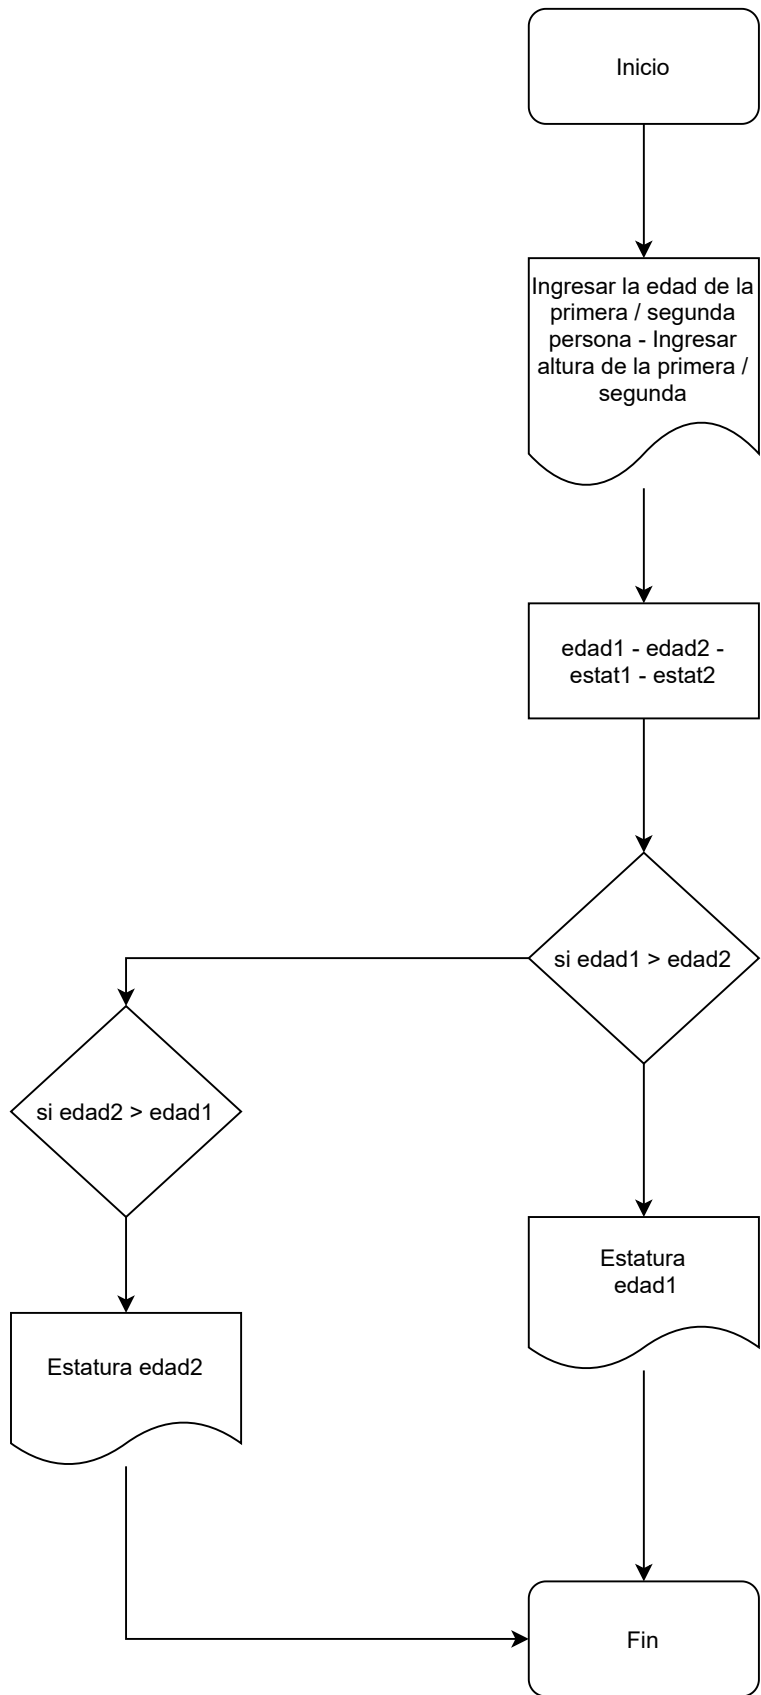 Inicio
Ingresar la edad de la
primera / segunda
persona - Ingresar
altura de la primera /
segunda
edad1 - edad2 -
estat1 - estat2
si edad1 > edad2
si edad2 > edad1
Estatura
edad1
Estatura edad2
Fin